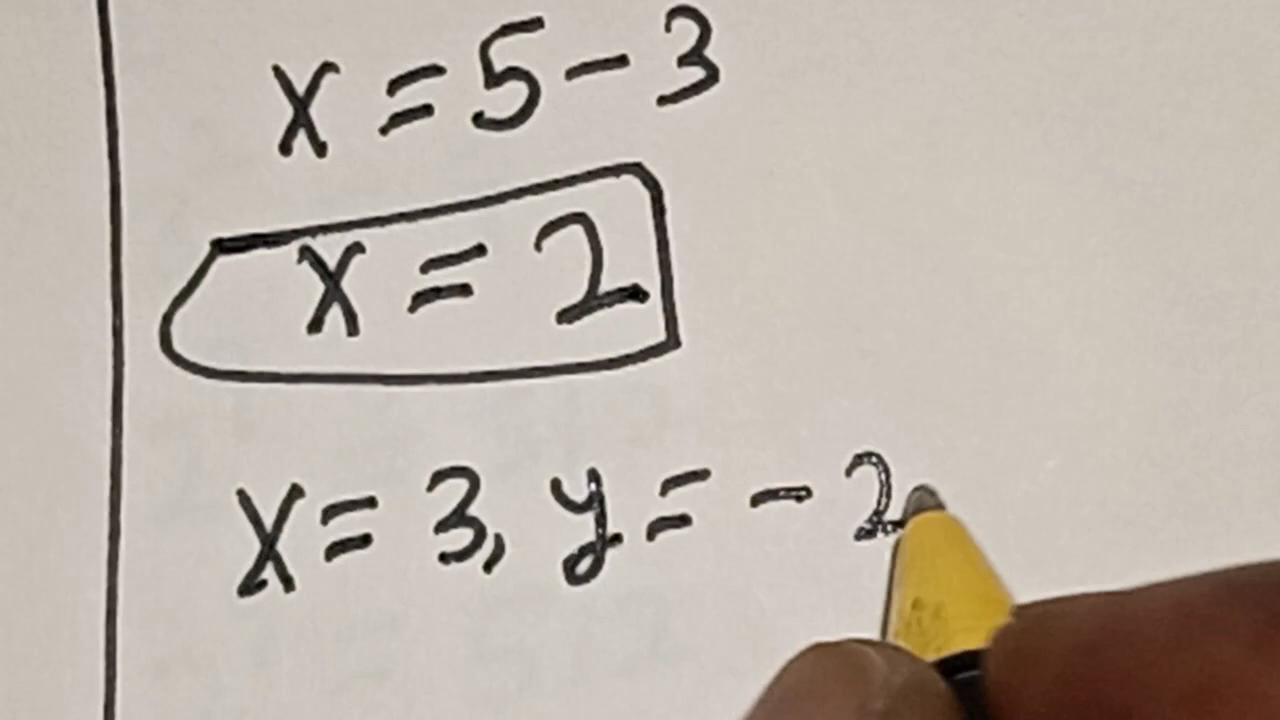 x = 5 - 3
x = 2
x = 3, y = - 2